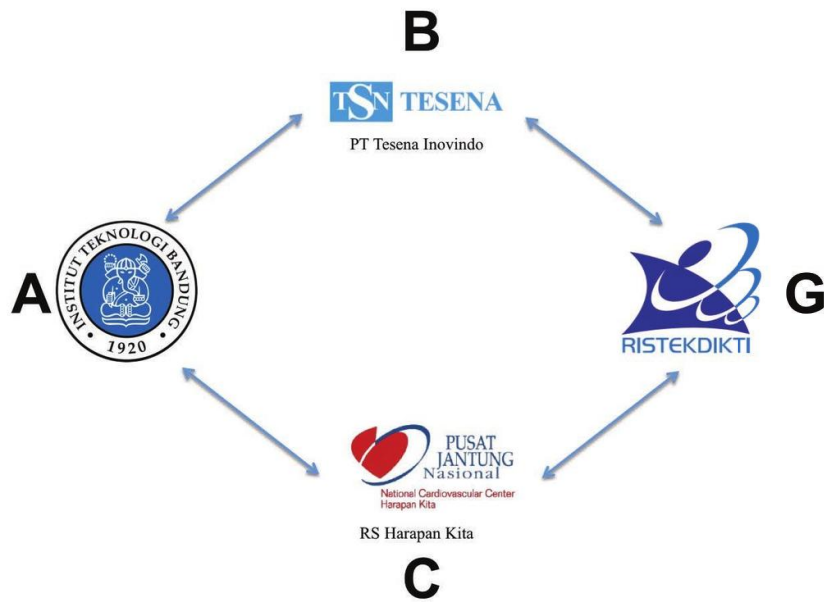 B
TSN TESENA
PT Tesena Inovindo
A
INSTITUT TEKNOLOGI BANDUNG
1920
G
RISTEKDIKTI
PUSAT
JANTUNG
Nasional
National Cardiovascular Center
Harapan Kita
RS Harapan Kita
C